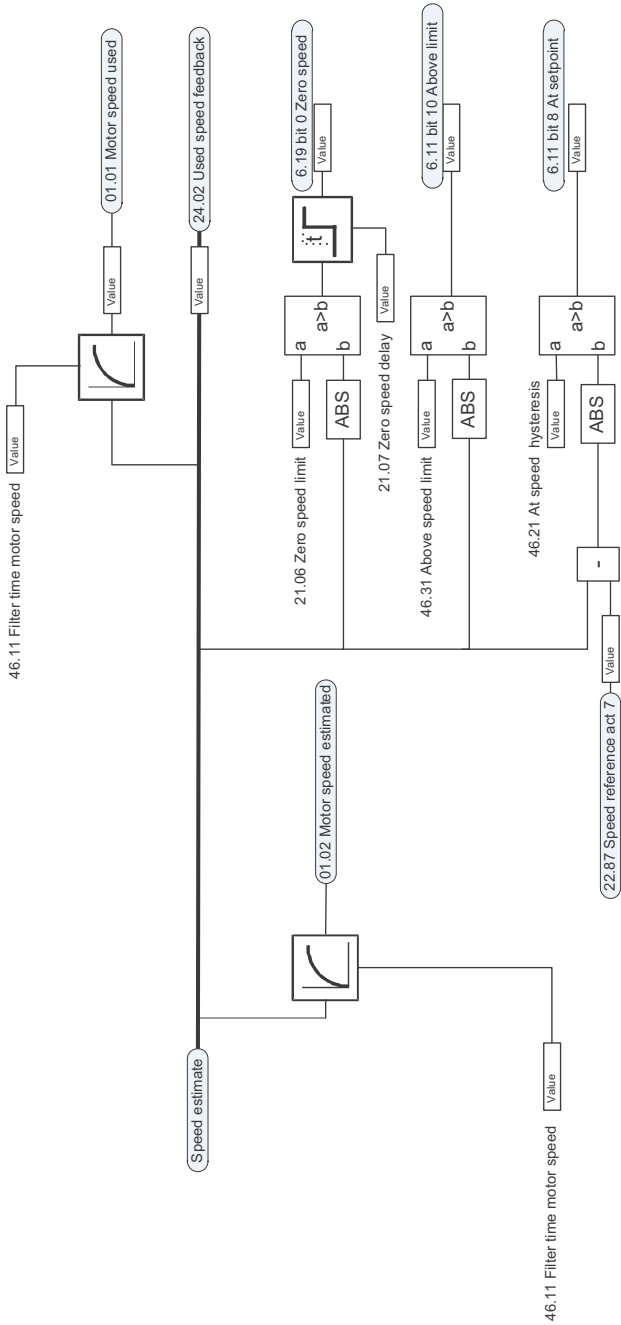 46.11 Filter time motor speed
Value
Value
01.01 Motor speed used
Speed estimate
Value
24.02 Used speed feedback
01.02 Motor speed estimated
46.11 Filter time motor speed
Value
21.06 Zero speed limit
Value
a
a>b
b
ABS
t
6.19 bit 0 Zero speed
Value
21.07 Zero speed delay
Value
46.31 Above speed limit
Value
a
a>b
b
ABS
6.11 bit 10 Above limit
Value
46.21 At speed hysteresis
Value
a
a>b
b
ABS
6.11 bit 8 At setpoint
Value
-
Value
22.87 Speed reference act 7